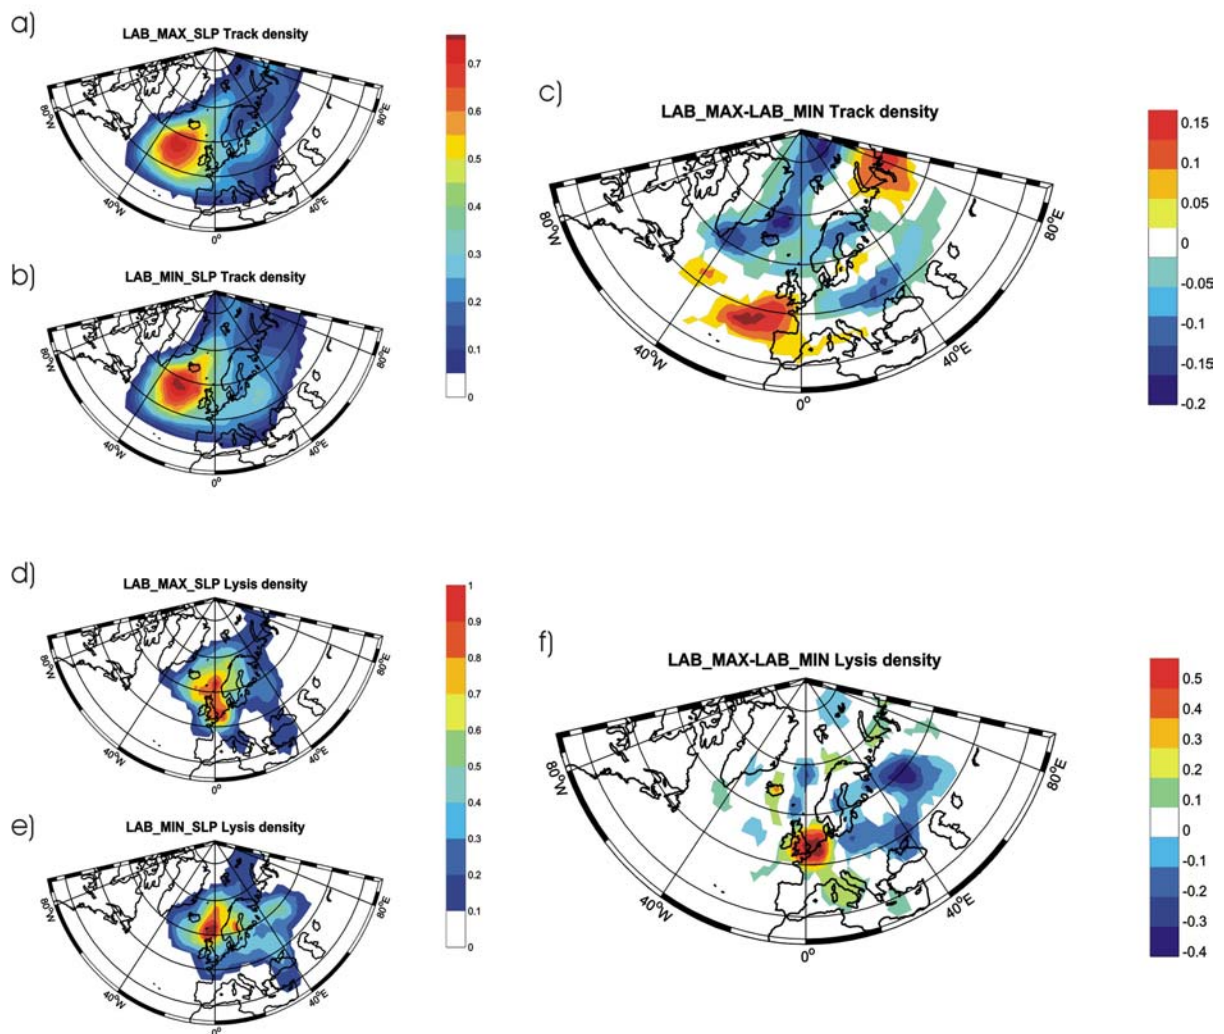 a)
LAB_MAX_SLP Track density
80°W
40°W
0°
40°E
80°E
b)
LAB_MIN_SLP Track density
80°W
40°W
0°
40°E
80°E
0.7
0.6
0.5
0.4
0.3
0.2
0.1
0
c)
LAB_MAX-LAB_MIN Track density
80°W
40°W
0°
40°E
80°E
0.15
0.1
0.05
0
-0.05
-0.1
-0.15
-0.2
d)
LAB_MAX_SLP Lysis density
80°W
40°W
0°
40°E
80°E
e)
LAB_MIN_SLP Lysis density
80°W
40°W
0°
40°E
80°E
1
0.9
0.8
0.7
0.6
0.5
0.4
0.3
0.2
0.1
0
f)
LAB_MAX-LAB_MIN Lysis density
80°W
40°W
0°
40°E
80°E
0.5
0.4
0.3
0.2
0.1
0
-0.1
-0.2
-0.3
-0.4